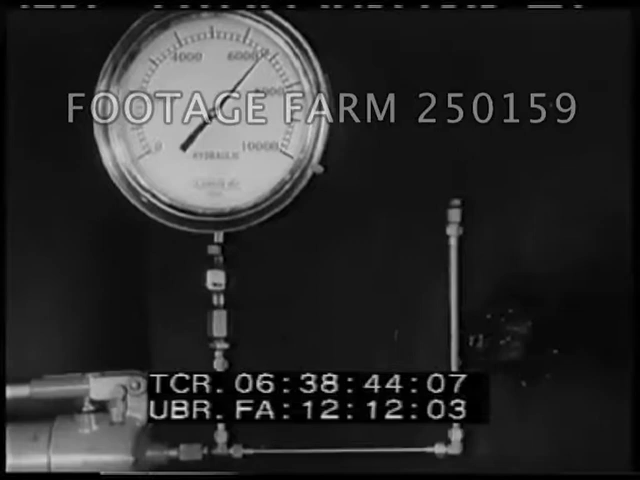 4000 6000
FOOTAGE FARM 250159
0 10000
HYDRAULIC
TCR. 06:38:44:07
UBR. FA: 12:12:03